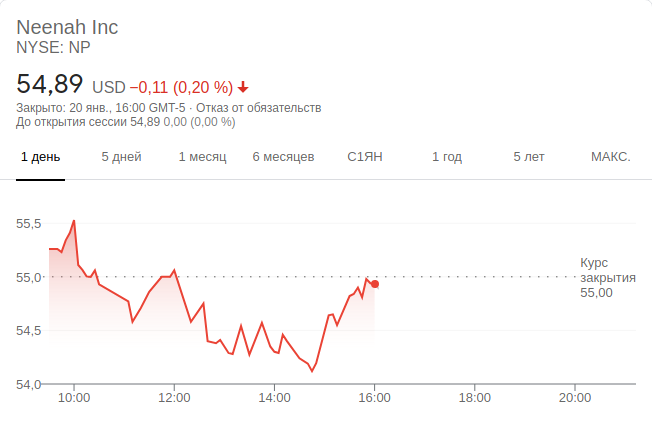 Neenah Inc
NYSE: NP
54,89 USD −0,11 (0,20 %)
Закрыто: 20 янв., 16:00 GMT-5 · Отказ от обязательств
До открытия сессии 54,89 0,00 (0,00 %)
1 день 5 дней 1 месяц 6 месяцев С1ЯН 1 год 5 лет МАКС.
55,5
55,0
54,5
54,0
Курс
закрытия
55,00
10:00 12:00 14:00 16:00 18:00 20:00